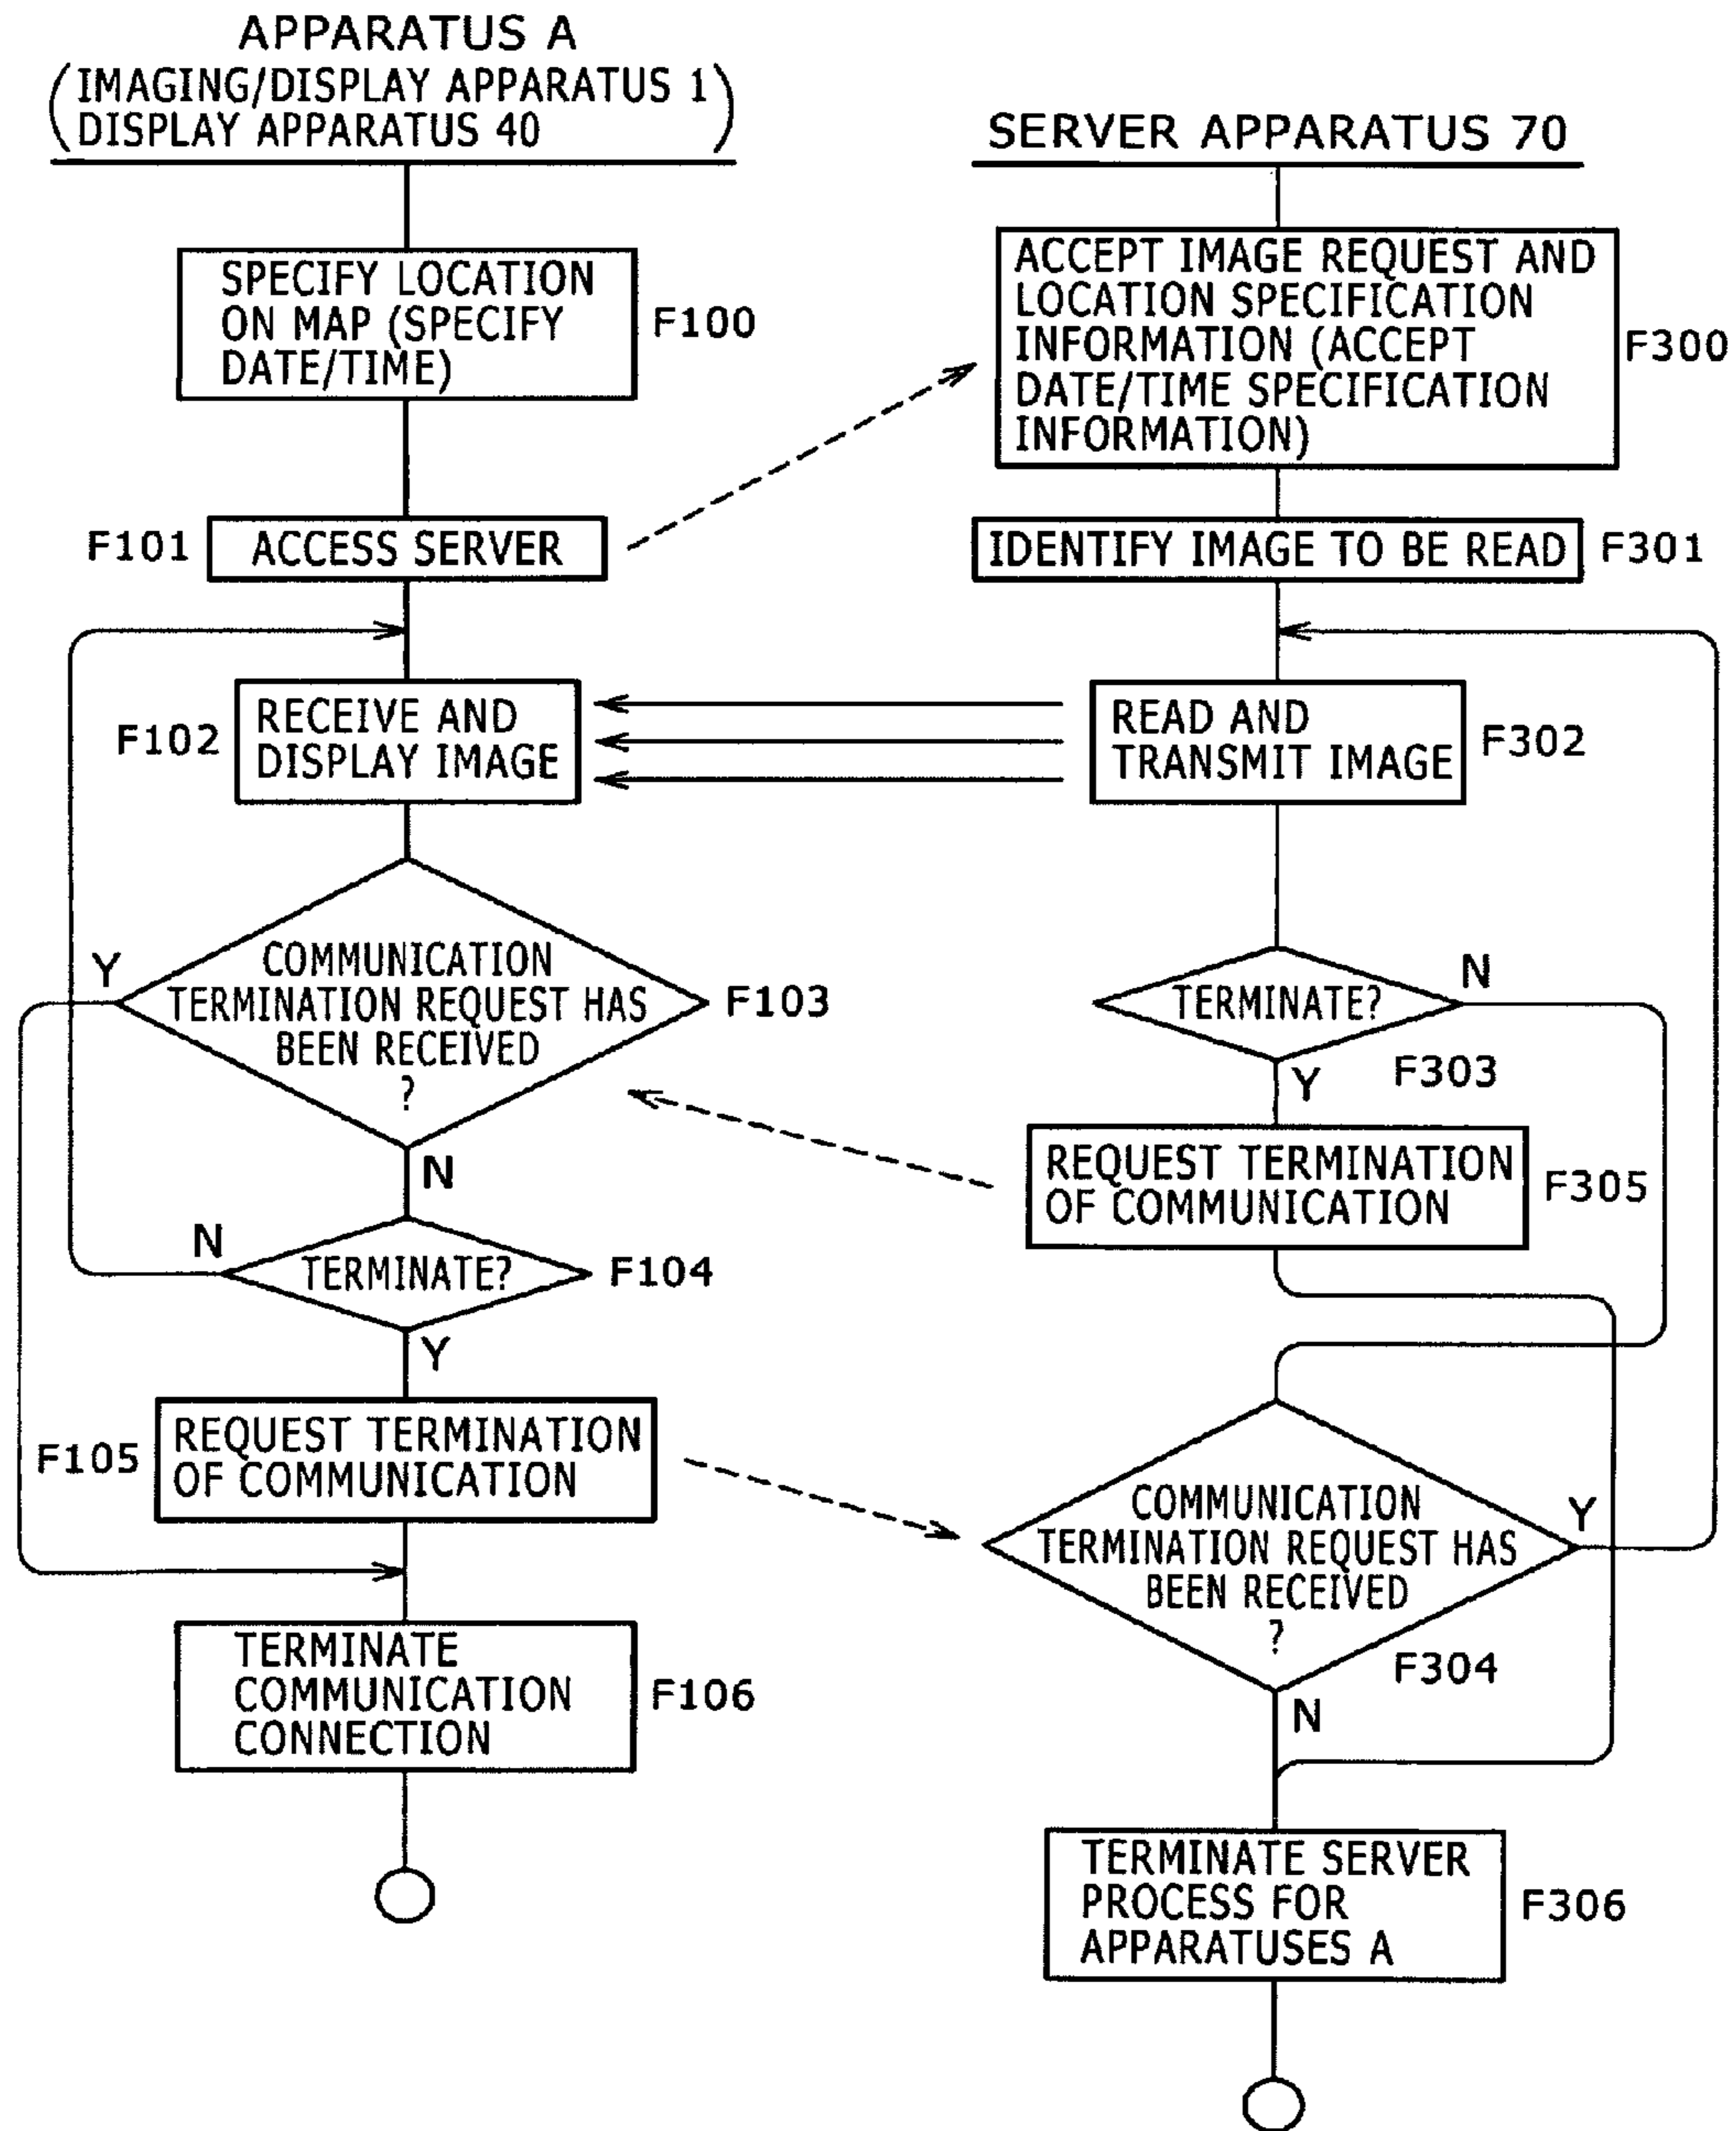 APPARATUS A
(IMAGING/DISPLAY APPARATUS 1
DISPLAY APPARATUS 40)
SPECIFY LOCATION
ON MAP (SPECIFY
DATE/TIME)
F100
F101
ACCESS SERVER
F102
RECEIVE AND
DISPLAY IMAGE
Y
COMMUNICATION
TERMINATION REQUEST HAS
BEEN RECEIVED
?
F103
N
N
TERMINATE?
F104
Y
F105
REQUEST TERMINATION
OF COMMUNICATION
TERMINATE
COMMUNICATION
CONNECTION
F106
SERVER APPARATUS 70
ACCEPT IMAGE REQUEST AND
LOCATION SPECIFICATION
INFORMATION (ACCEPT
DATE/TIME SPECIFICATION
INFORMATION)
F300
IDENTIFY IMAGE TO BE READ
F301
READ AND
TRANSMIT IMAGE
F302
TERMINATE?
N
F303
Y
REQUEST TERMINATION
OF COMMUNICATION
F305
COMMUNICATION
TERMINATION REQUEST HAS
BEEN RECEIVED
?
Y
F304
N
TERMINATE SERVER
PROCESS FOR
APPARATUSES A
F306